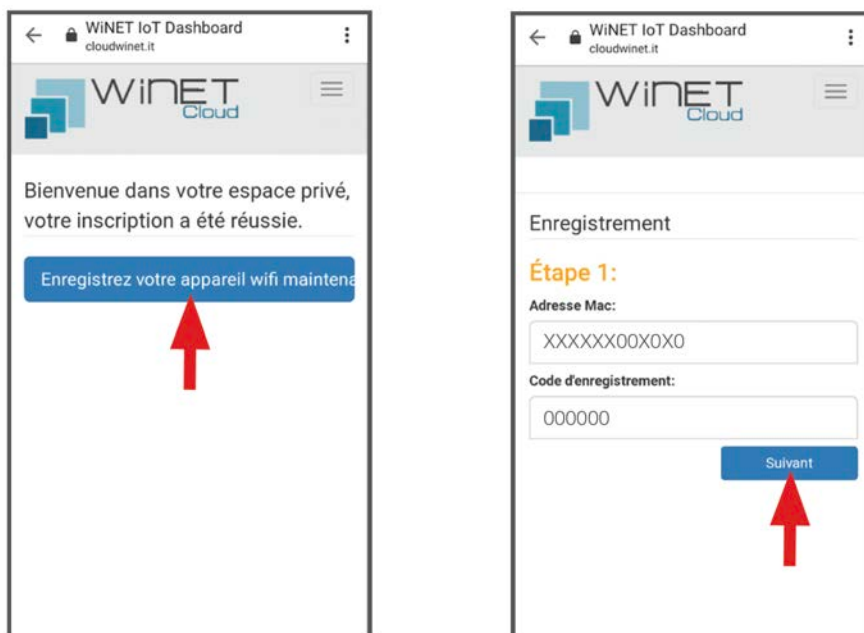 WiNET IoT Dashboard
cloudwinet.it
WiNET
Cloud
Bienvenue dans votre espace privé,
votre inscription a été réussie.
Enregistrez votre appareil wifi maintena
WiNET IoT Dashboard
cloudwinet.it
WiNET
Cloud
Enregistrement
Étape 1:
Adresse Mac:
XXXXXX00X0X0
Code d'enregistrement:
000000
Suivant